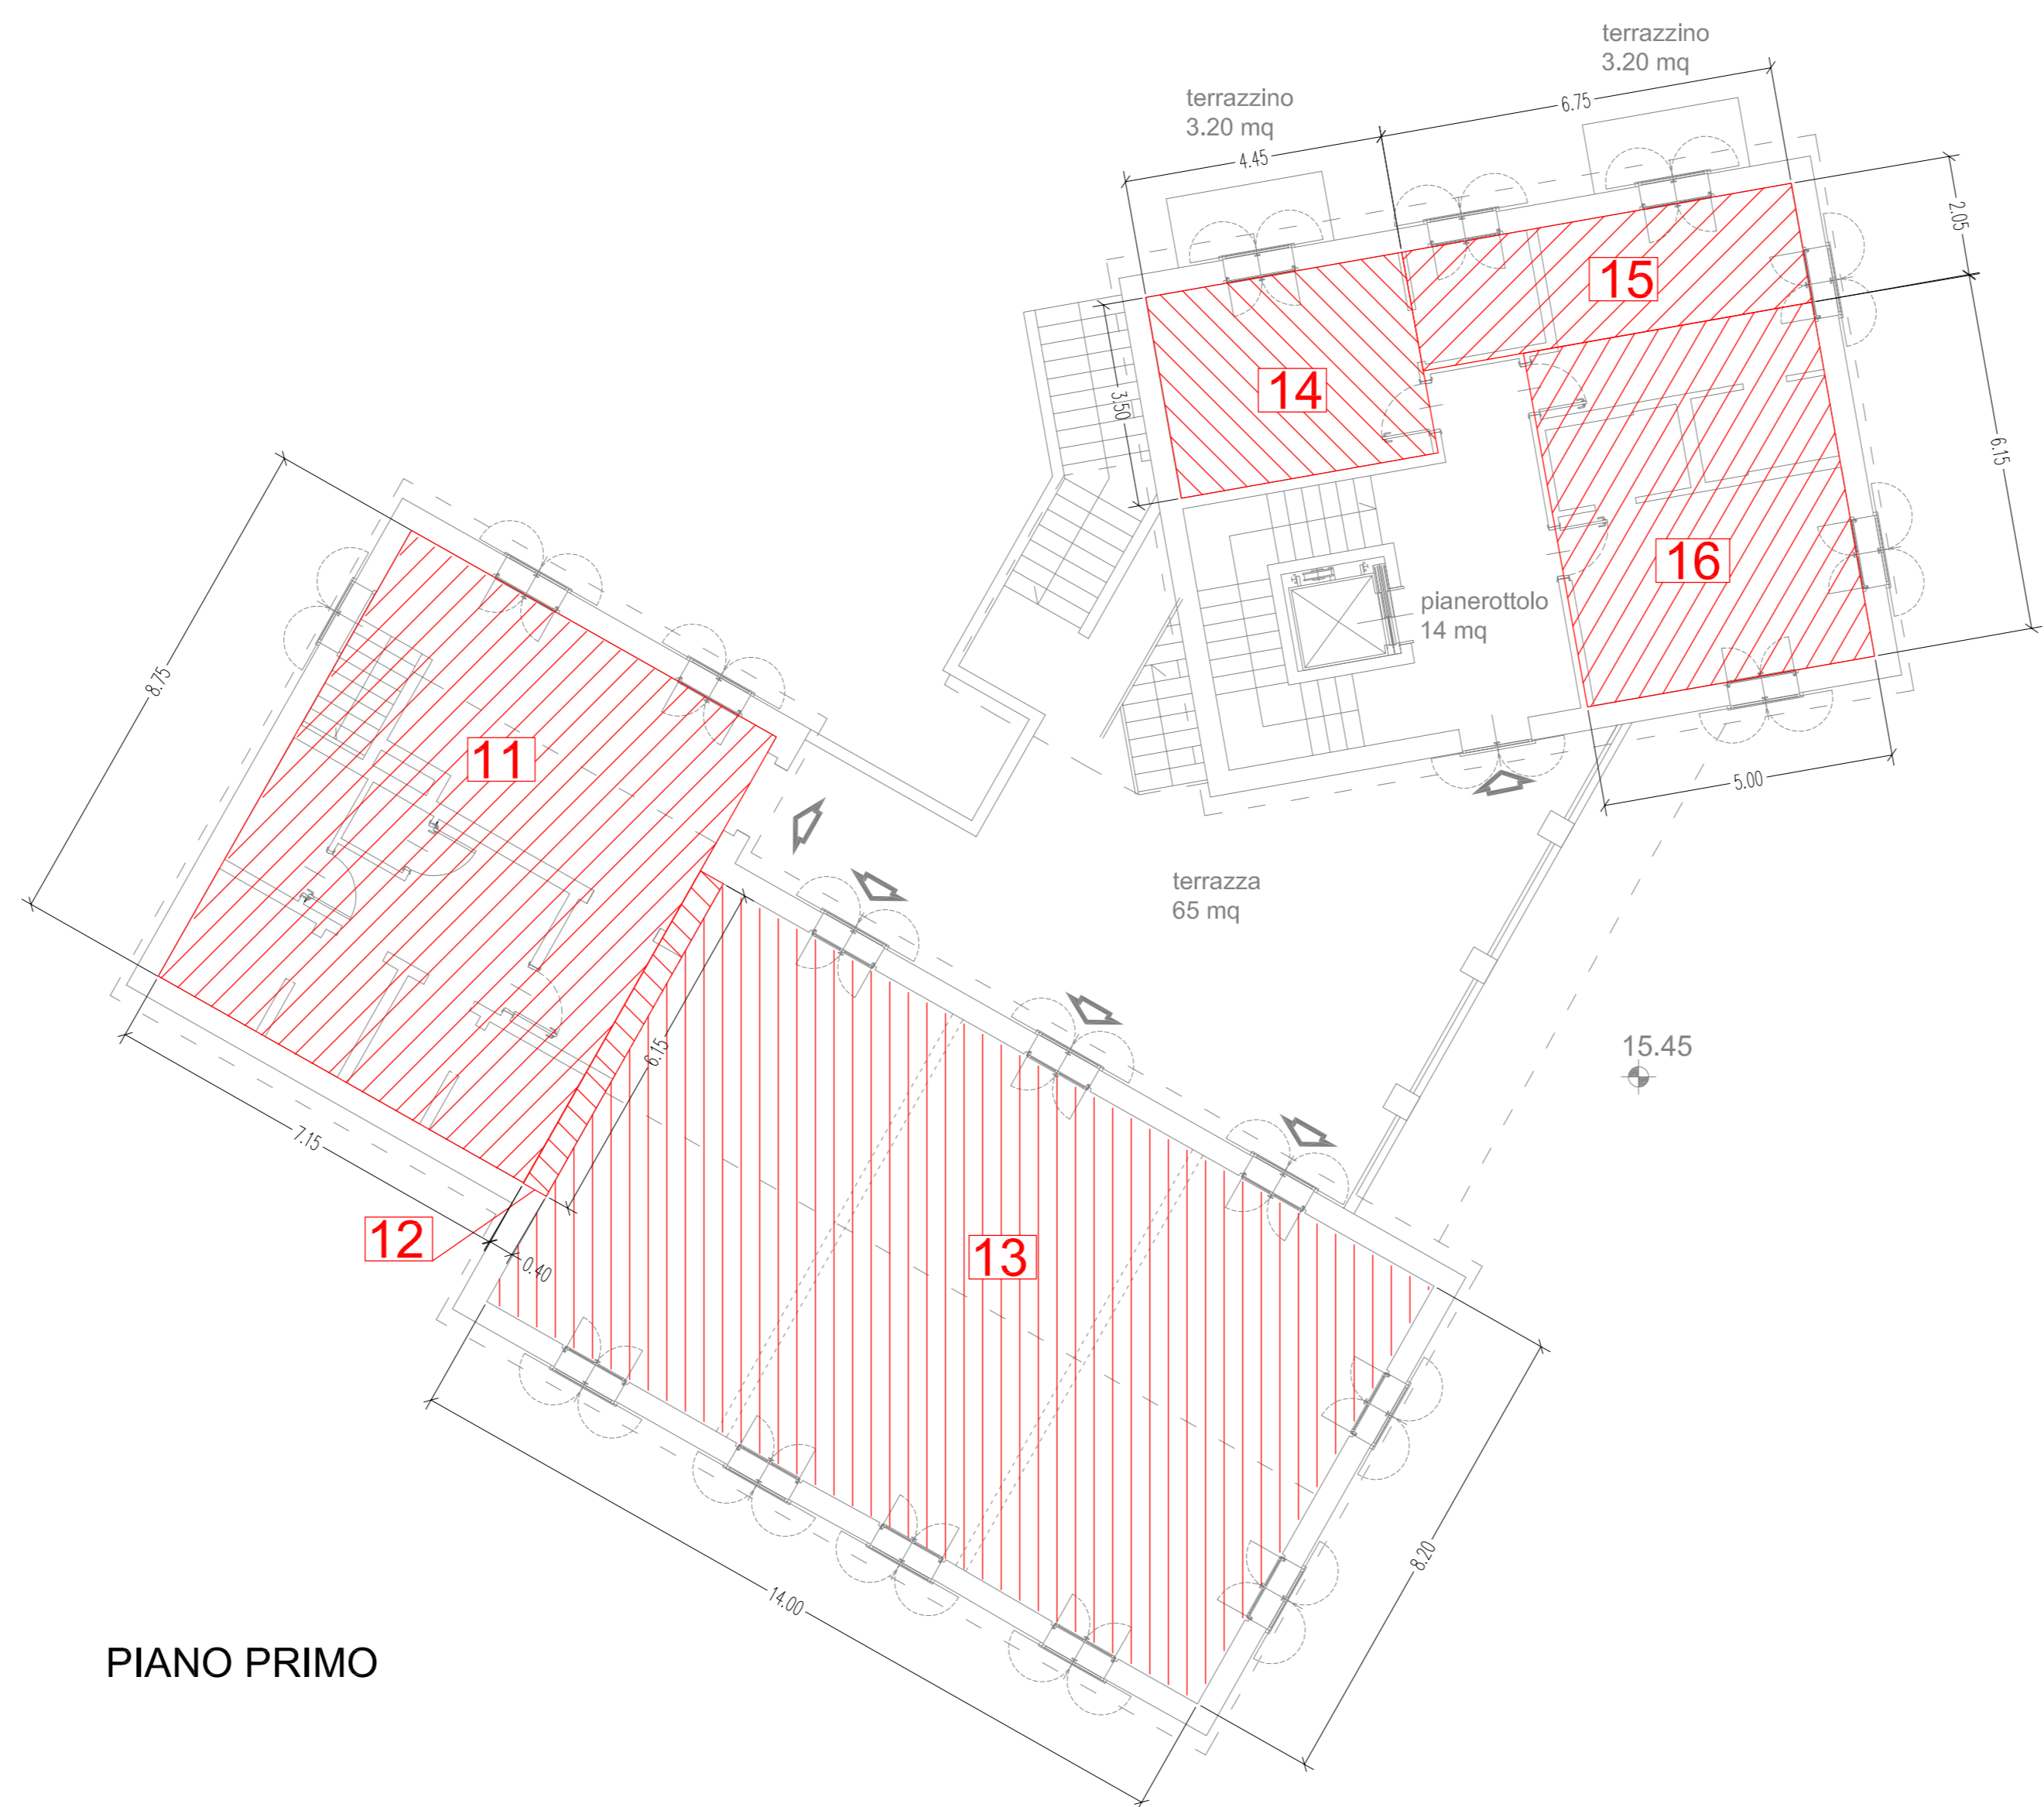 terrazzino
3.20 mq
terrazzino
3.20 mq
6.75
4.45
2.05
15
14
3.50
6.15
16
pianerottolo
14 mq
8.75
11
5.00
terrazza
65 mq
6.15
15.45
7.15
12
0.40
13
8.20
14.00
PIANO PRIMO